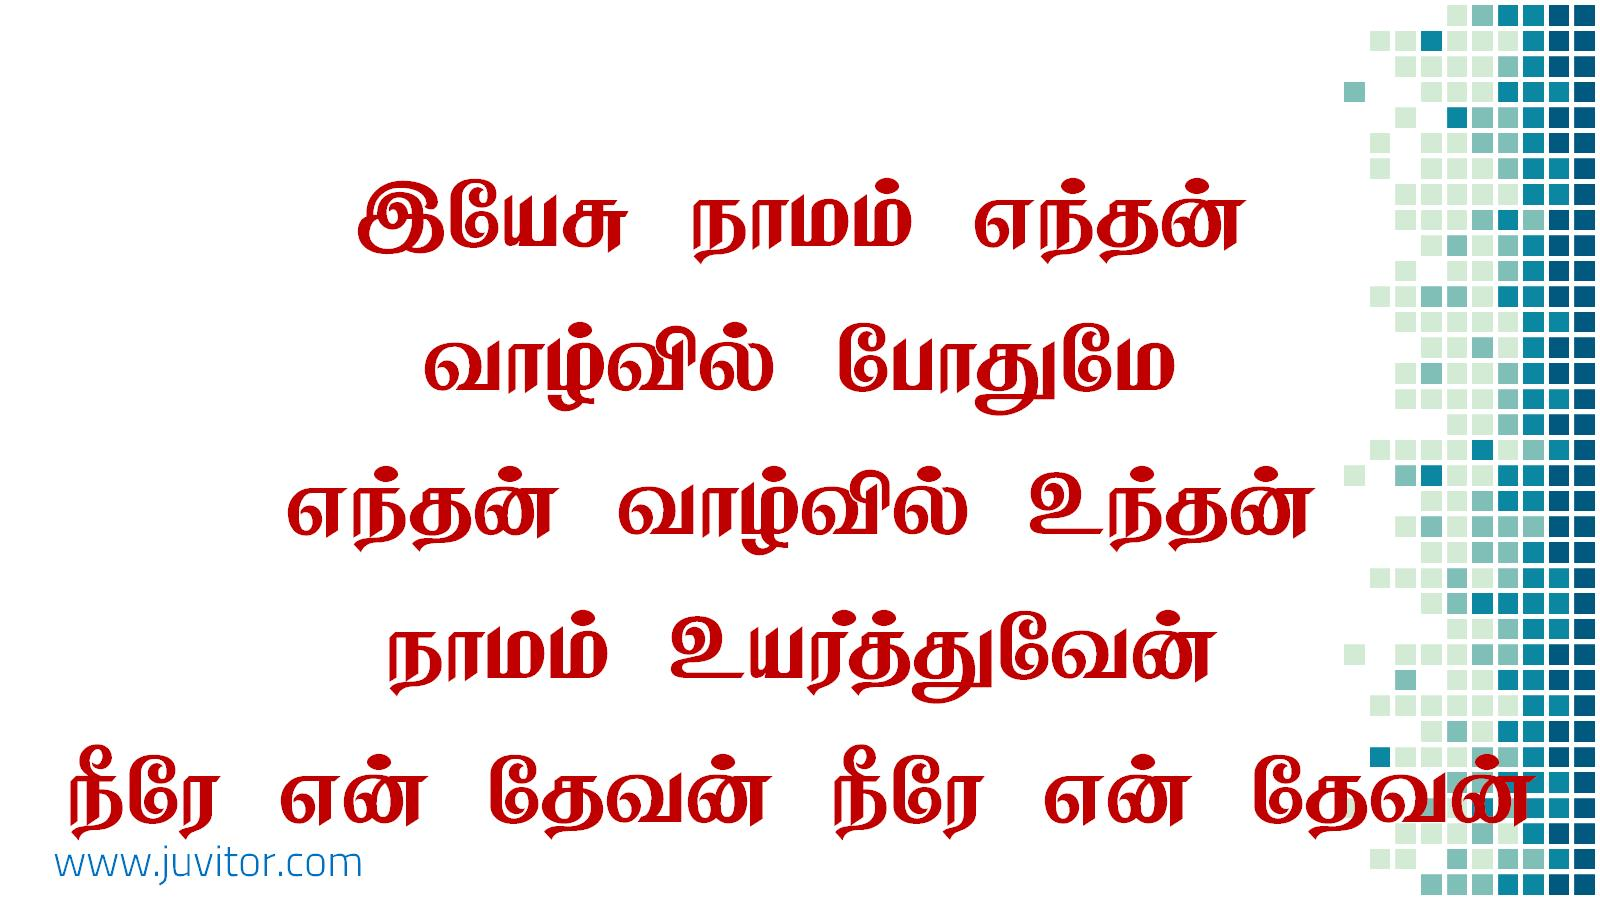 இயேசு நாமம் எந்தன்
வாழ்வில் போதுமே
எந்தன் வாழ்வில் உந்தன்
நாமம் உயர்த்துவேன்
நீரே என் தேவன் நீரே என் தேவன்
www.juvitor.com